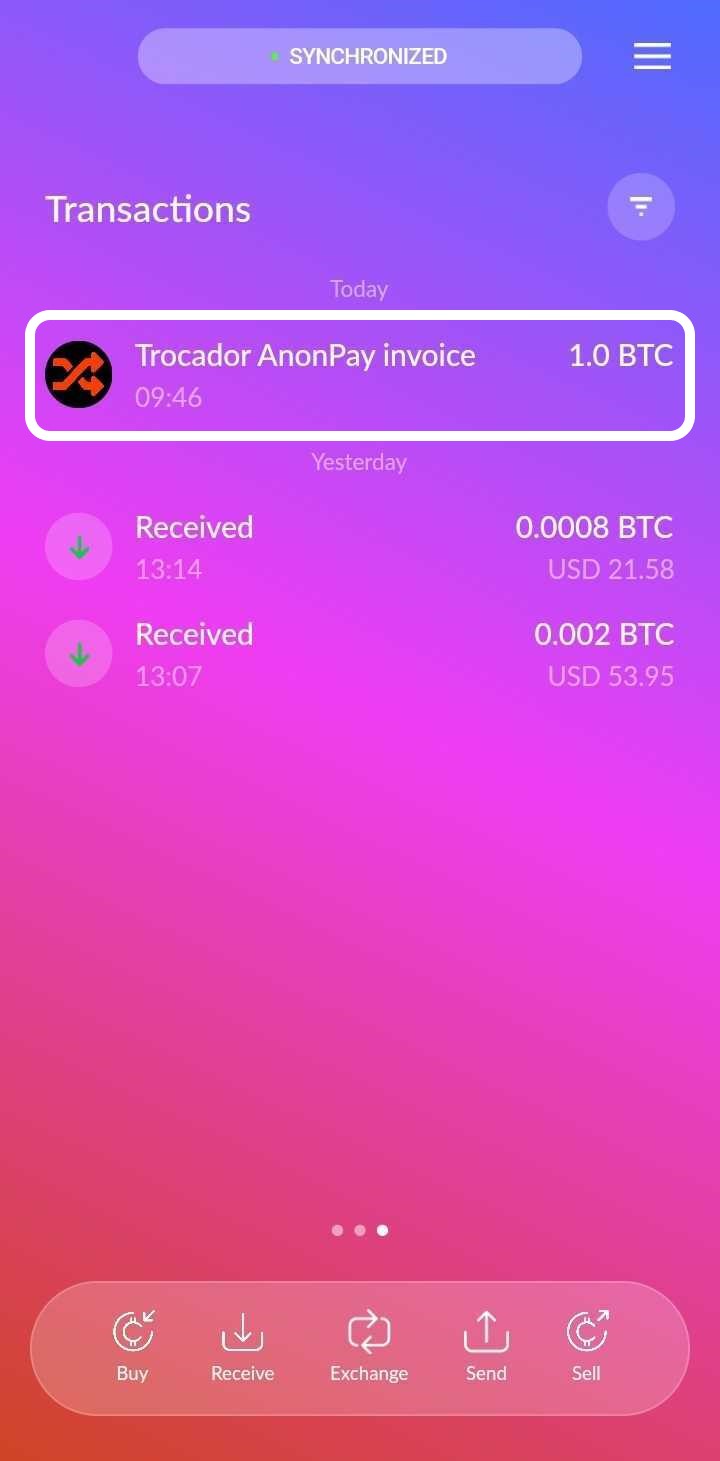 SYNCHRONIZED
Transactions
Today
Trocador AnonPay invoice 1.0 BTC
09:46
Yesterday
Received 0.0008 BTC
13:14 USD 21.58
Received 0.002 BTC
13:07 USD 53.95
Buy Receive Exchange Send Sell